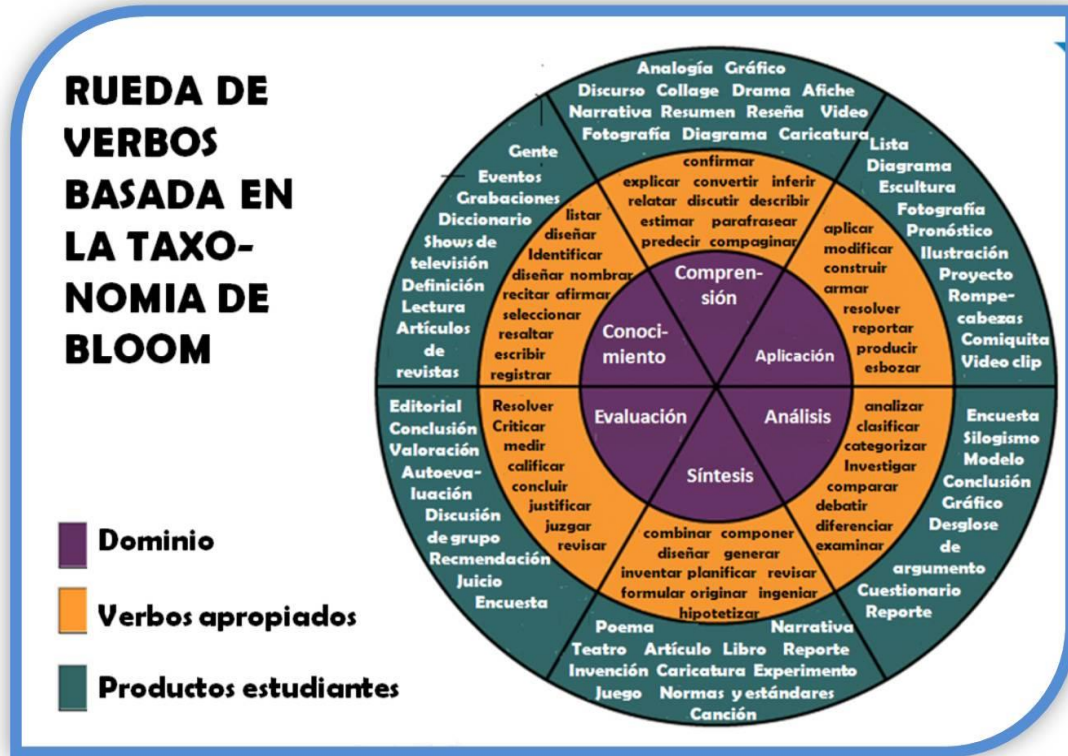 RUEDA DE
VERBOS
BASADA EN
LA TAXO-
NOMIA DE
BLOOM
Dominio
Verbos apropiados
Productos estudiantes
Compren-
sión
confirmar
explicar convertir inferir
relatar discutir describir
estimar parafrasear
predecir compaginar
Analogía Gráfico
Discurso Collage Drama Afiche
Narrativa Resumen Reseña Video
Fotografía Diagrama Caricatura
Aplicación
aplicar
modificar
construir
armar
resolver
reportar
producir
esbozar
Lista
Diagrama
Escultura
Fotografía
Pronóstico
Ilustración
Proyecto
Rompe-
cabezas
Comiquita
Video clip
Análisis
analizar
clasificar
categorizar
Investigar
comparar
debatir
diferenciar
examinar
Encuesta
Silogismo
Modelo
Conclusión
Gráfico
Desglose
de
argumento
Cuestionario
Reporte
Síntesis
combinar componer
diseñar generar
inventar planificar revisar
formular originar ingeniar
hipotetizar
Poema Narrativa
Teatro Artículo Libro Reporte
Invención Caricatura Experimento
Juego Normas y estándares
Canción
Evaluación
Resolver
Criticar
medir
calificar
concluir
justificar
juzgar
revisar
Editorial
Conclusión
Valoración
Autoeva-
luación
Discusión
de grupo
Recmendación
Juicio
Encuesta
Conoci-
miento
listar
diseñar
Identificar
diseñar nombrar
recitar afirmar
seleccionar
resaltar
escribir
registrar
Gente
Eventos
Grabaciones
Diccionario
Shows de
televisión
Definición
Lectura
Artículos
de
revistas